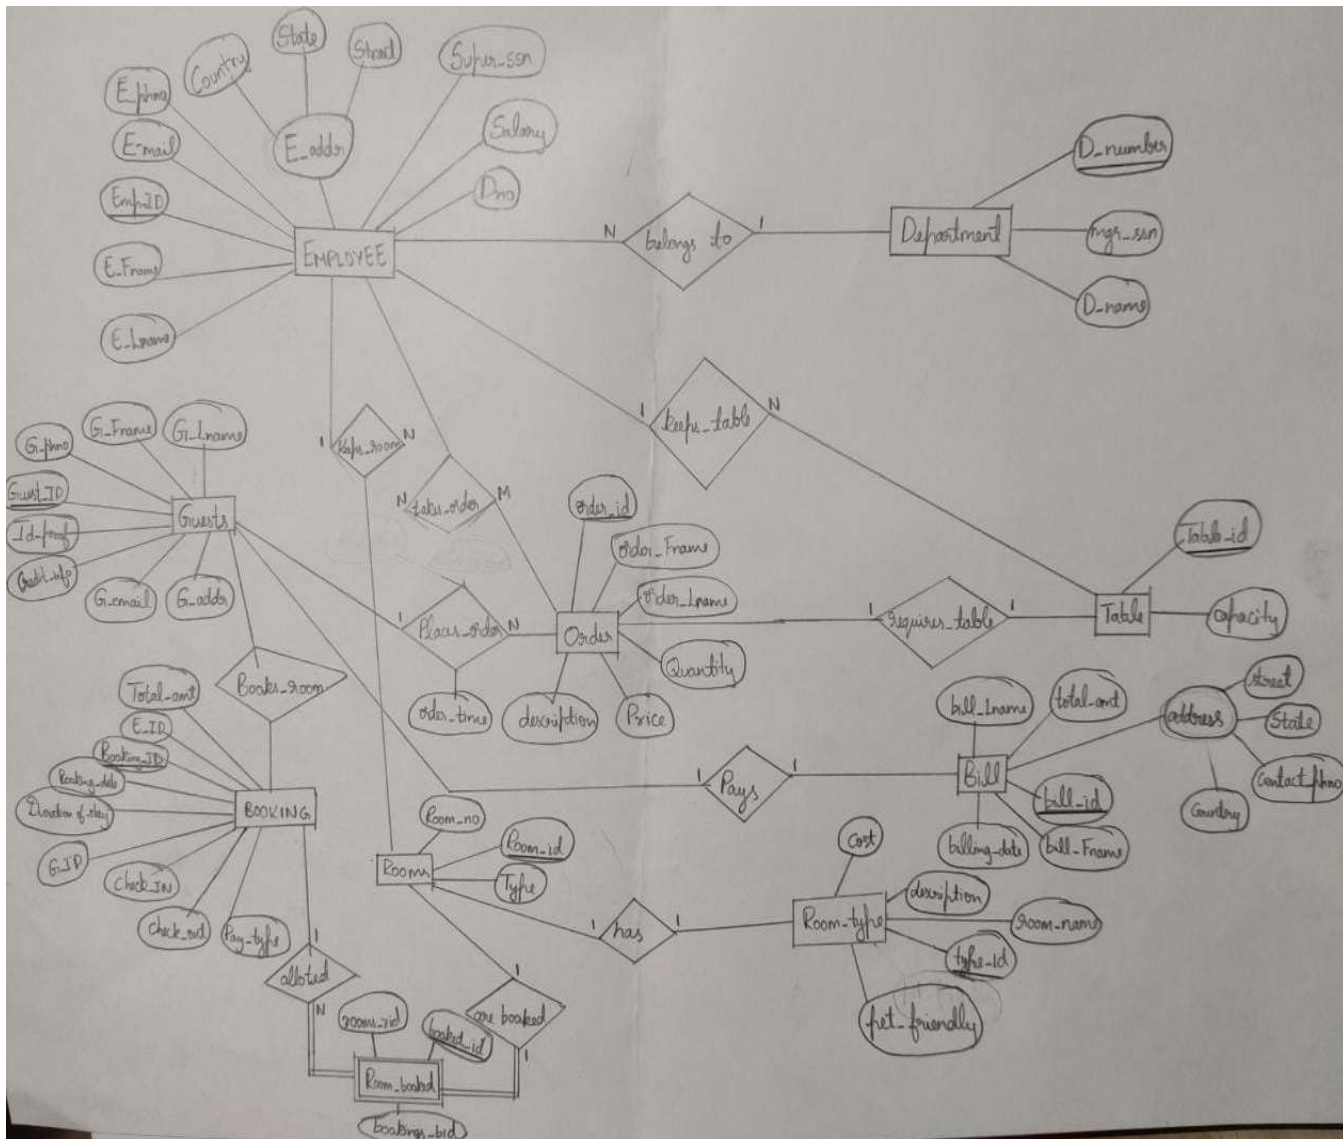 State
Street
Super_ssn
Country
E_phno
E_addr
Salary
E-mail
D_number
EmpID
Dno
N
belongs to
1
Department
mgr_ssn
EMPLOYEE
E_Fname
D_name
E_Lname
1
keeps_table
N
G_Fname
G_Lname
G_phno
1
keeps_room
N
Guest_ID
Guests
N
takes_order
M
order_id
Id_proof
Table_id
order_Fname
Credit_info
G_email
G_addr
order_Lname
1
Places_order
N
Order
1
requires_table
1
Table
capacity
Quantity
Books_room
Total_amt
order_time
description
Price
bill_Lname
total_amt
address
street
State
E_ID
Booking_ID
Booking_date
Duration of stay
BOOKING
1
Pays
1
Bill
contact_phno
bill_id
Country
G_ID
Room_no
Room_id
cost
billing_date
bill_Fname
Check_IN
Rooms
Type
description
Check_out
Pay_type
1
has
1
Room_type
room_name
type_id
1
alloted
N
1
are booked
1
pet_friendly
rooms_rid
booked_id
Room_booked
bookings_bid